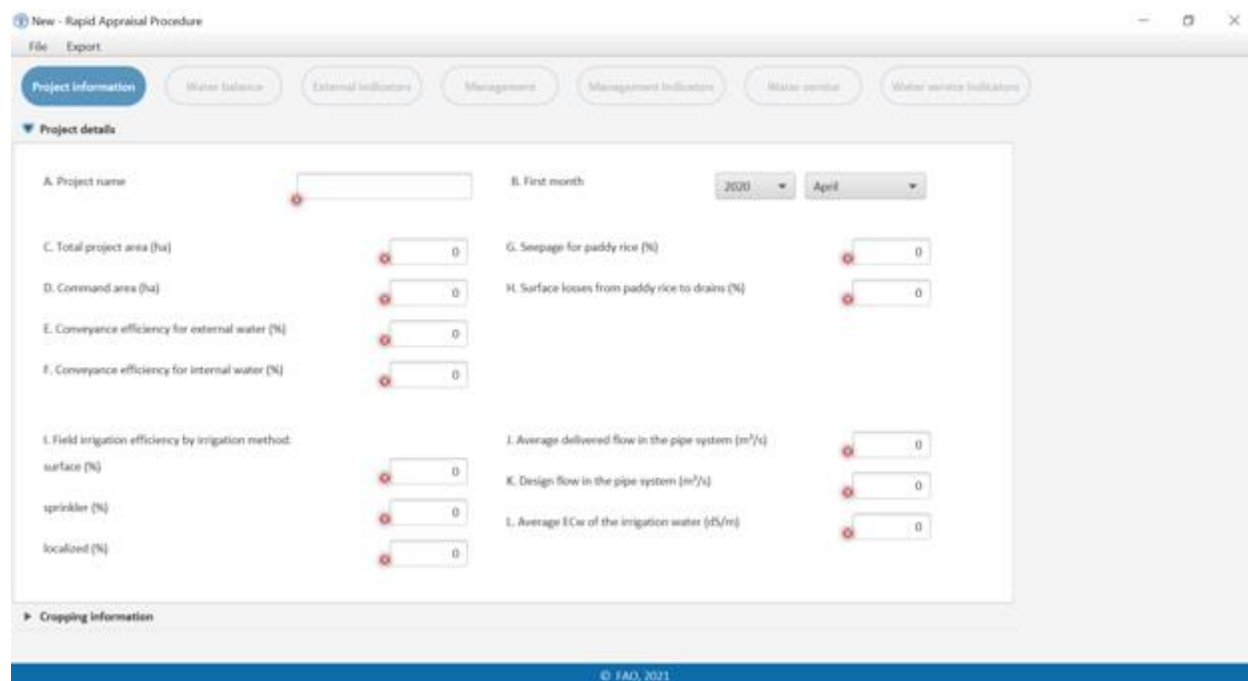 New - Rapid Appraisal Procedure
File Export
Project information Water balance External indicators Management Management Indicators Water service Water service Indicators
Project details
A. Project name
B. First month 2020 April
C. Total project area (ha) 0
G. Seepage for paddy rice (%) 0
D. Command area (ha) 0
H. Surface losses from paddy rice to drains (%) 0
E. Conveyance efficiency for external water (%) 0
F. Conveyance efficiency for internal water (%) 0
I. Field irrigation efficiency by irrigation method:
J. Average delivered flow in the pipe system (m³/s) 0
surface (%) 0
K. Design flow in the pipe system (m³/s) 0
sprinkler (%) 0
L. Average ECw of the irrigation water (dS/m) 0
localized (%) 0
Cropping information
© FAO, 2021